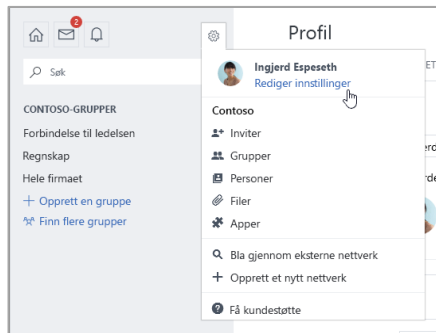 2
Profil
Søk
CONTOSO-GRUPPER
Forbindelse til ledelsen
Regnskap
Hele firmaet
Opprett en gruppe
Finn flere grupper
Ingjerd Espeseth
Rediger innstillinger
Contoso
Inviter
Grupper
Personer
Filer
Apper
Bla gjennom eksterne nettverk
Opprett et nytt nettverk
Få kundestøtte